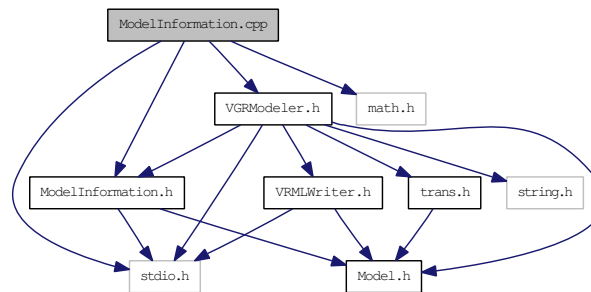 ModelInformation.cpp
VGRModeler.h
math.h
ModelInformation.h
VRMLWriter.h
trans.h
string.h
stdio.h
Model.h